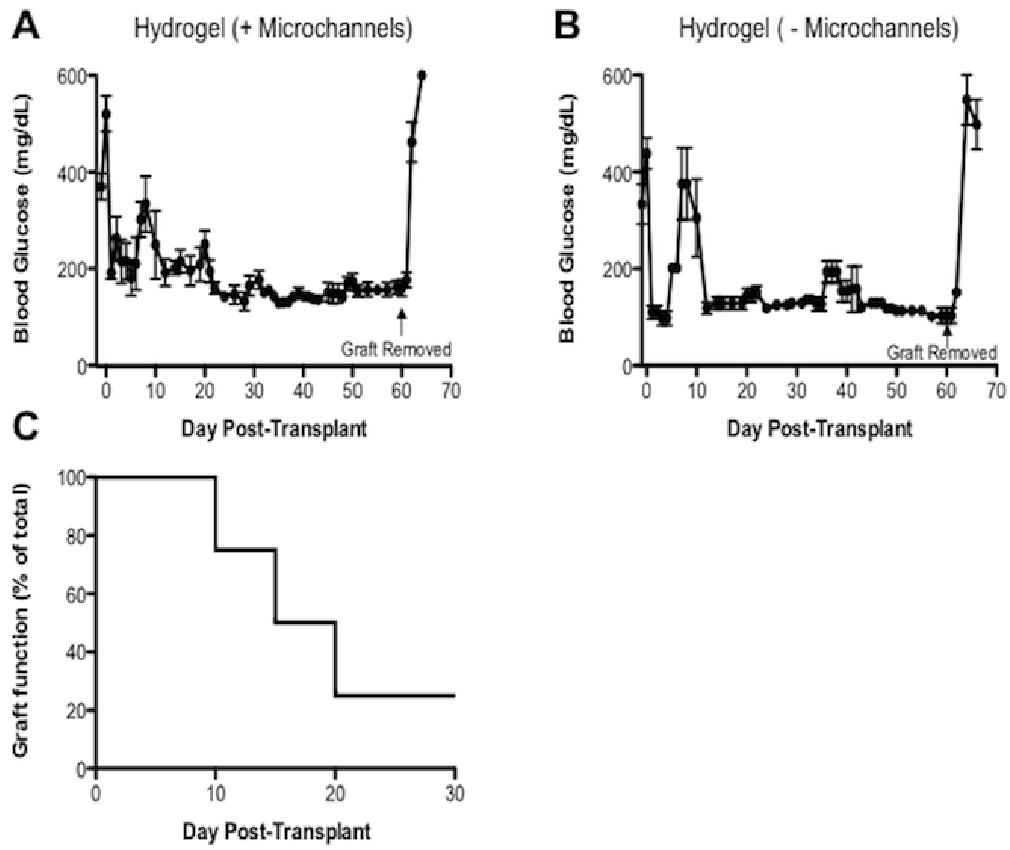 A
Hydrogel (+ Microchannels)
Blood Glucose (mg/dL)
600
400
200
0
Graft Removed
0 10 20 30 40 50 60 70
Day Post-Transplant
B
Hydrogel ( - Microchannels)
Blood Glucose (mg/dL)
600
400
200
0
Graft Removed
0 10 20 30 40 50 60 70
Day Post-Transplant
C
Graft function (% of total)
100
80
60
40
20
0
0 10 20 30
Day Post-Transplant